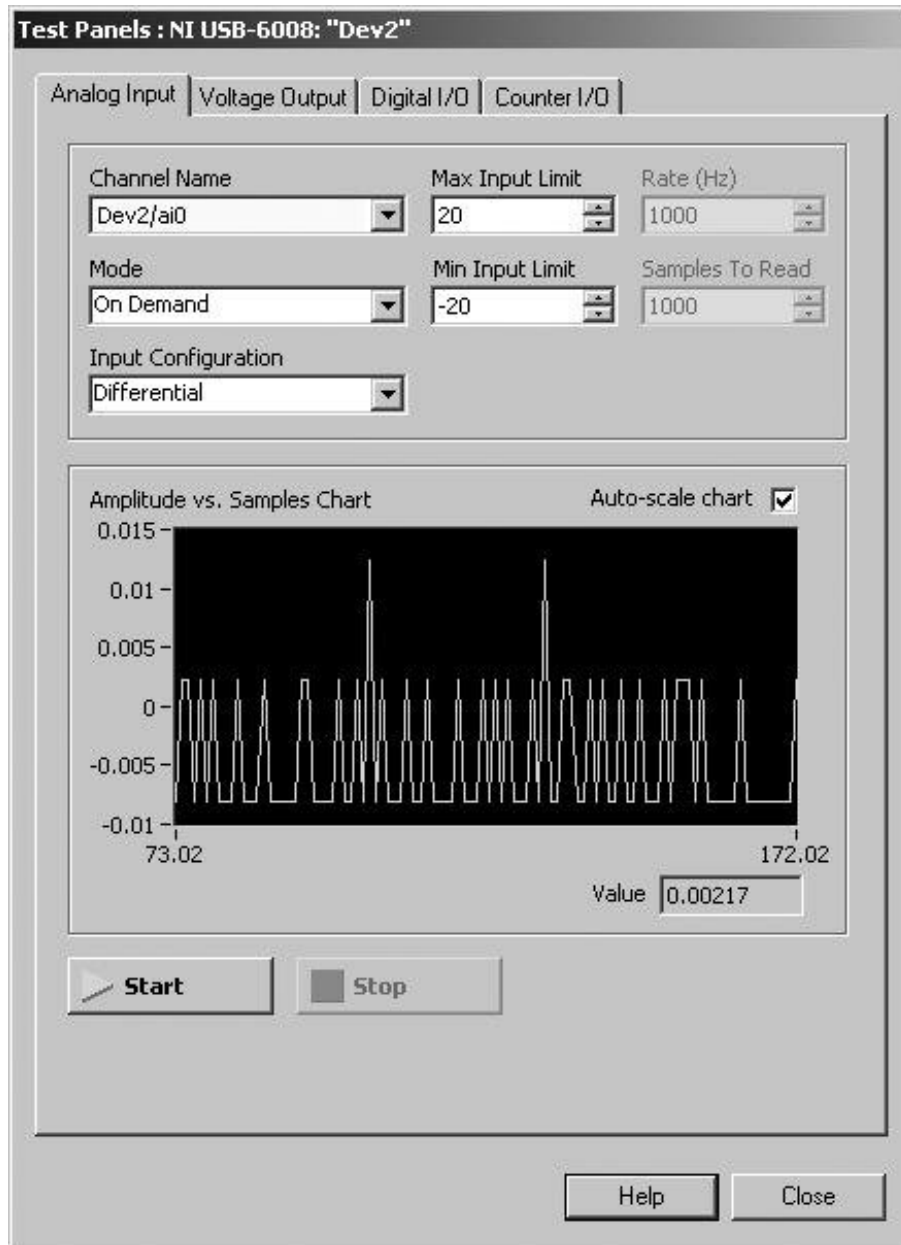 Test Panels : NI USB-6008: "Dev2"
Analog Input Voltage Output Digital I/O Counter I/O
Channel Name Max Input Limit Rate (Hz)
Dev2/ai0 20 1000
Mode Min Input Limit Samples To Read
On Demand -20 1000
Input Configuration
Differential
Amplitude vs. Samples Chart Auto-scale chart
0.015
0.01
0.005
0
-0.005
-0.01
73.02 172.02
Value 0.00217
Start Stop
Help Close